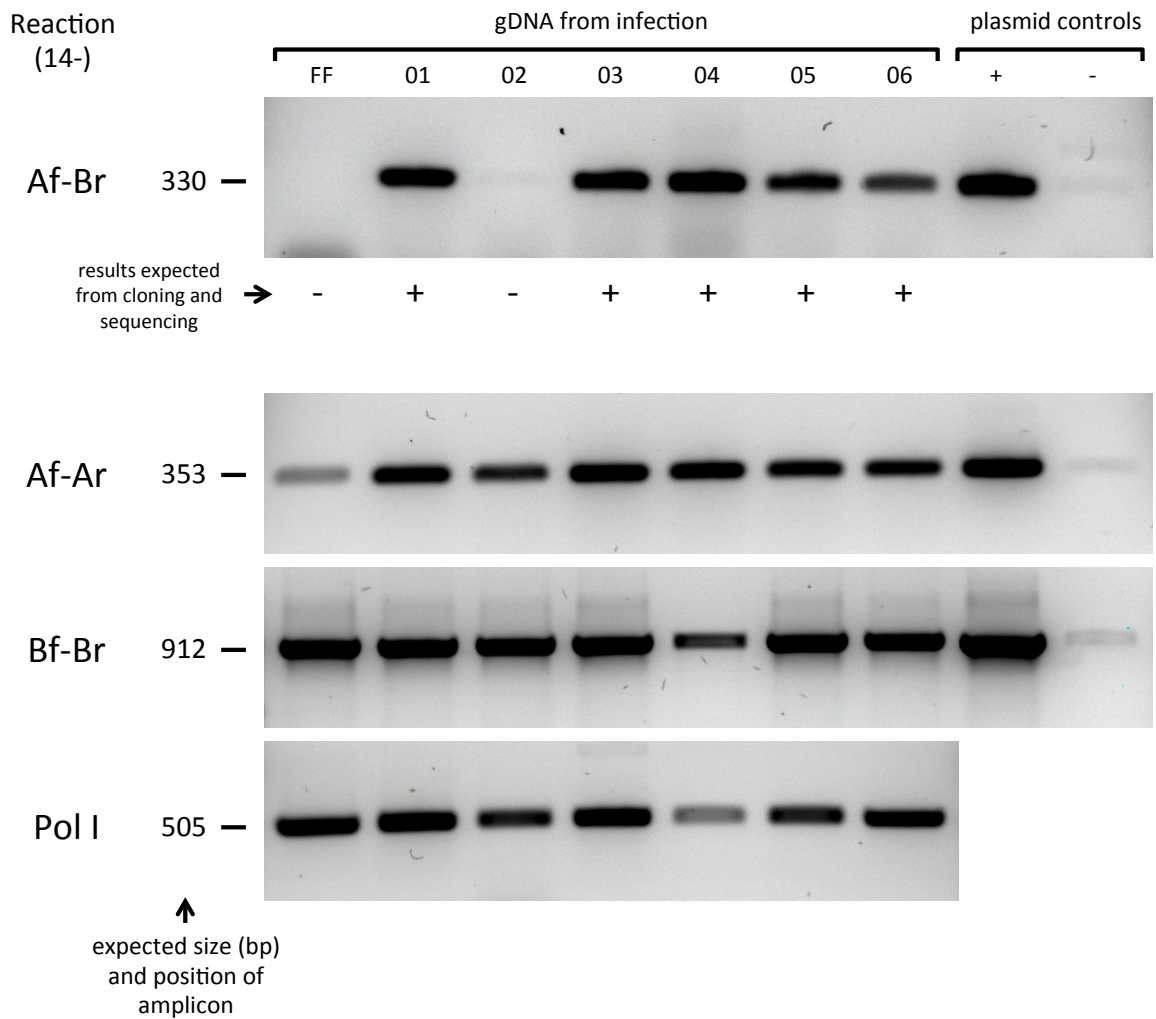 Reaction
(14-)
gDNA from infection
plasmid controls
FF 01 02 03 04 05 06 + -
Af-Br 330
results expected
from cloning and
sequencing
- + - + + + +
Af-Ar 353
Bf-Br 912
Pol I 505
expected size (bp)
and position of
amplicon